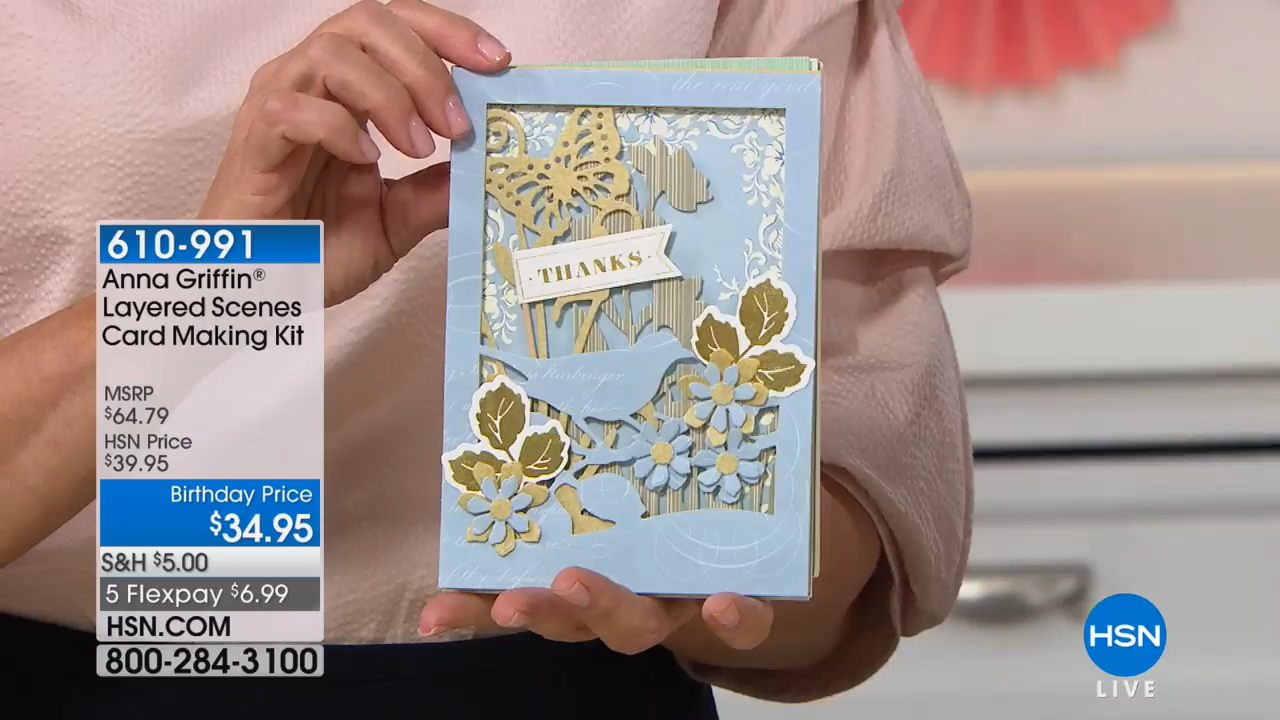 610-991
Anna Griffin®
Layered Scenes
Card Making Kit
MSRP
$64.79
HSN Price
$39.95
Birthday Price
$34.95
S&H $5.00
5 Flexpay $6.99
HSN.COM
800-284-3100
the real good
· THANKS ·
harbinger
HSN
LIVE